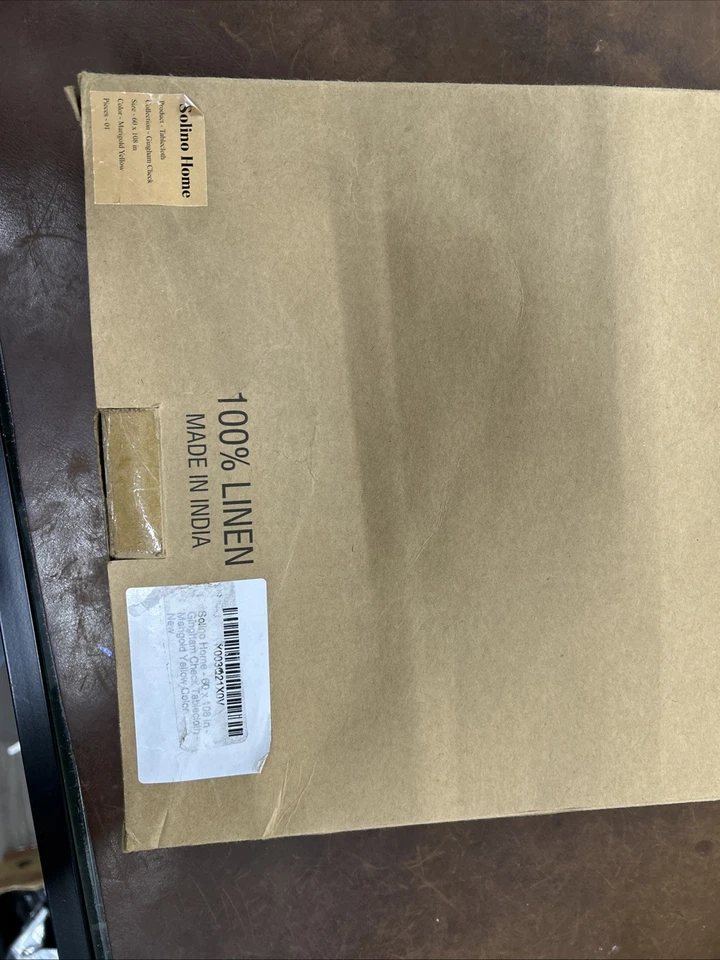 Solino Home
Product - Tablecloth
Collection - Gingham Check
Size - 60 x 108 in
Color - Marigold Yellow
Pieces - 01
100% LINEN
MADE IN INDIA
Solino Home - 60 x 108 in -
Gingham Check Tablecloth
Marigold Yellow Color
New